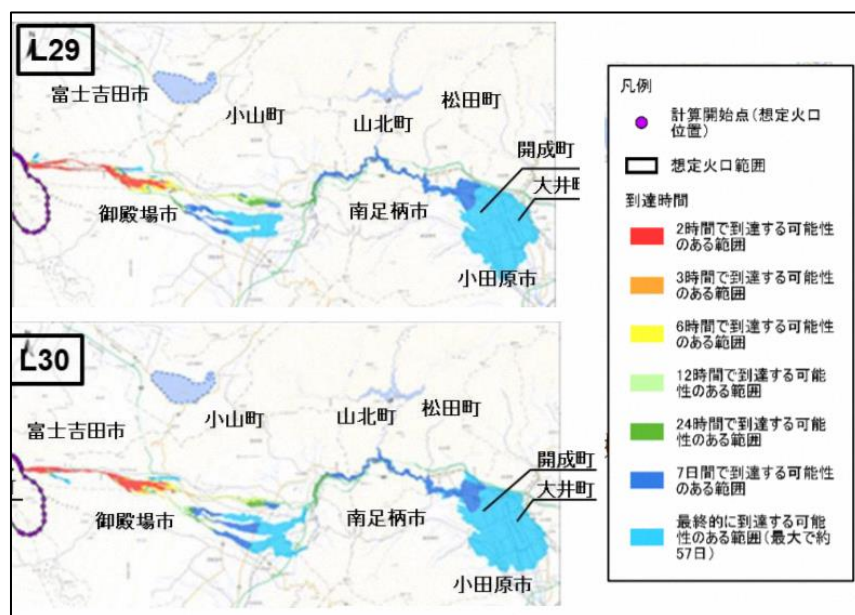 L29
富士吉田市
小山町
山北町
松田町
開成町
大井町
御殿場市
南足柄市
小田原市
L30
富士吉田市
小山町
山北町
松田町
開成町
大井町
御殿場市
南足柄市
小田原市
凡例
計算開始点(想定火口
位置)
想定火口範囲
到達時間
2時間で到達する可能性
のある範囲
3時間で到達する可能性
のある範囲
6時間で到達する可能性
のある範囲
12時間で到達する可能
性のある範囲
24時間で到達する可能
性のある範囲
7日間で到達する可能性
のある範囲
最終的に到達する可能
性のある範囲(最大で約
57日)